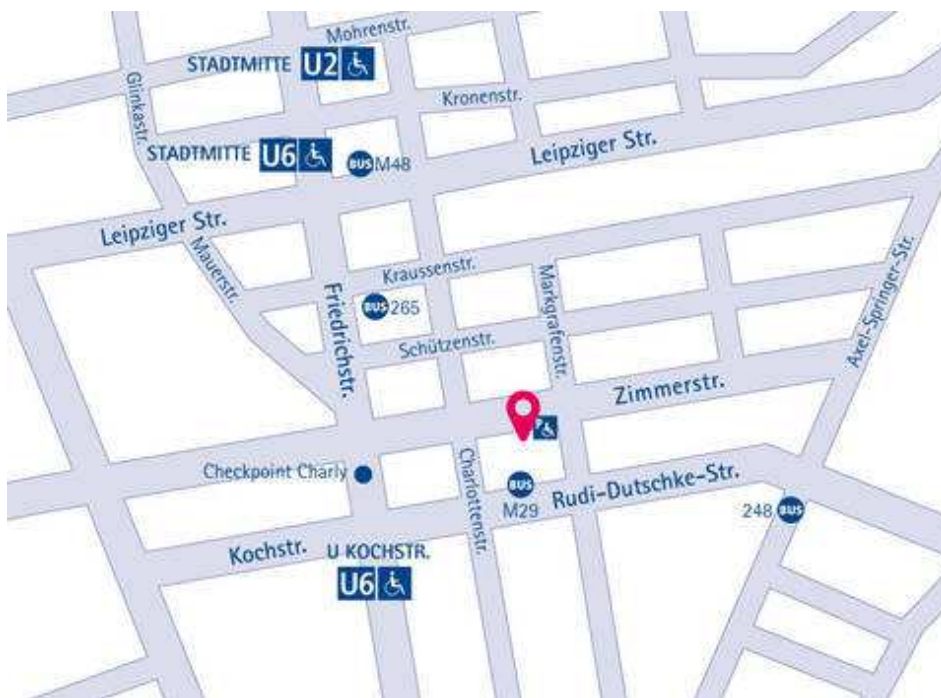 Mohrenstr.
STADTMITTE U2
Glinkastr.
Kronenstr.
STADTMITTE U6
BUS M48
Leipziger Str.
Leipziger Str.
Mauerstr.
Kraussenstr.
Markgrafenstr.
Axel-Springer-Str.
Friedrichstr.
BUS 265
Schützenstr.
Zimmerstr.
P
Checkpoint Charly
Charlottenstr.
BUS
M29
Rudi-Dutschke-Str.
248 BUS
Kochstr.
U KOCHSTR.
U6